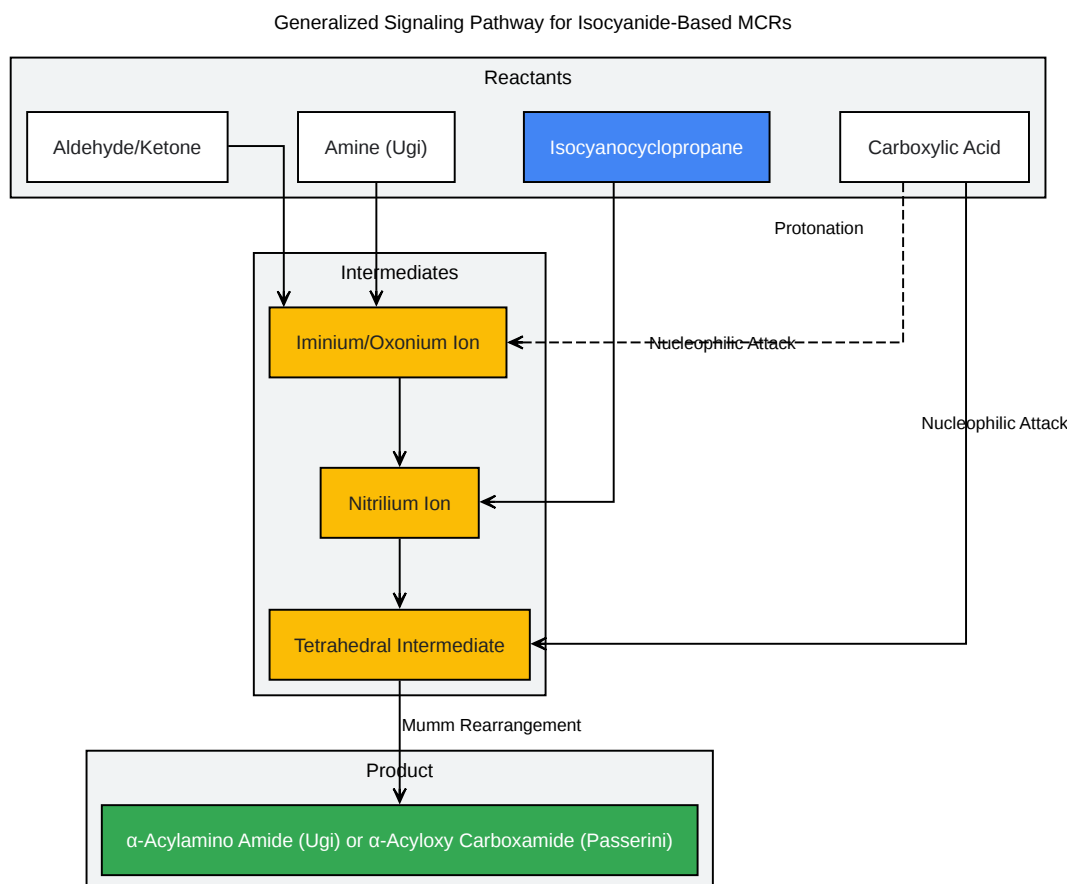 Generalized Signaling Pathway for Isocyanide-Based MCRs
Reactants
Aldehyde/Ketone
Amine (Ugi)
Isocyanocyclopropane
Carboxylic Acid
Protonation
Intermediates
Iminium/Oxonium Ion
Nucleophilic Attack
Nucleophilic Attack
Nitrilium Ion
Tetrahedral Intermediate
Mumm Rearrangement
Product
α-Acylamino Amide (Ugi) or α-Acyloxy Carboxamide (Passerini)